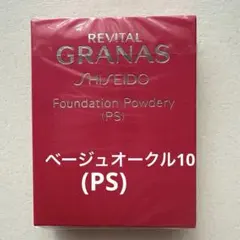 REVITAL
GRANAS
SHISEIDO
Foundation Powdery
(PS)
ベージュオークル10
(PS)